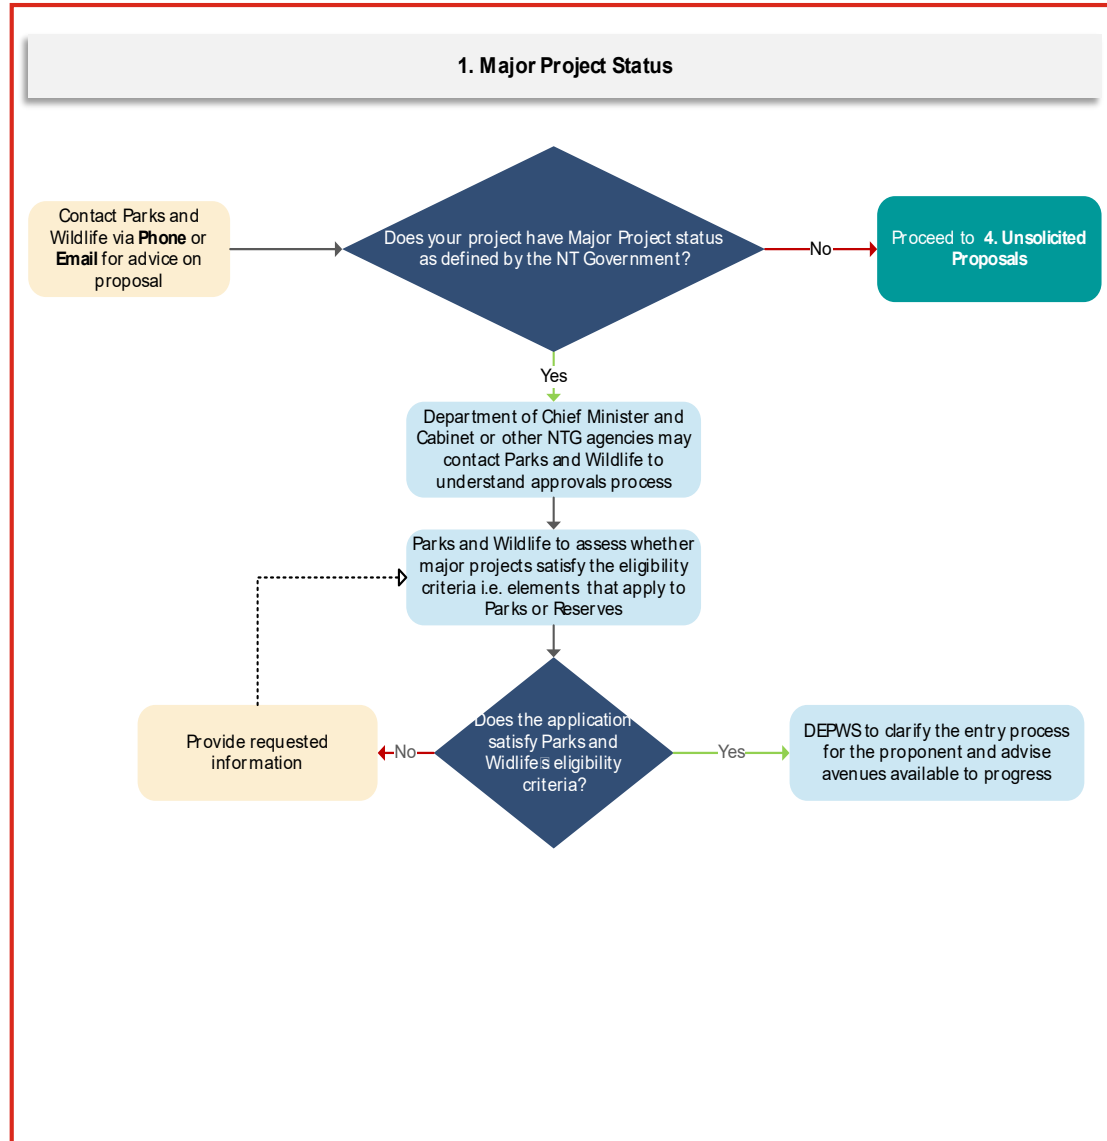 1. Major Project Status
Contact Parks and
Wildlife via Phone or
Email for advice on
proposal
Does your project have Major Project status
as defined by the NT Government?
No
Proceed to 4. Unsolicited
Proposals
Yes
Department of Chief Minister and
Cabinet or other NTG agencies may
contact Parks and Wildlife to
understand approvals process
Parks and Wildlife to assess whether
major projects satisfy the eligibility
criteria i.e. elements that apply to
Parks or Reserves
Provide requested
information
No
Does the application
satisfy Parks and
Widlife's eligibility
criteria?
Yes
DEPWS to clarify the entry process
for the proponent and advise
avenues available to progress